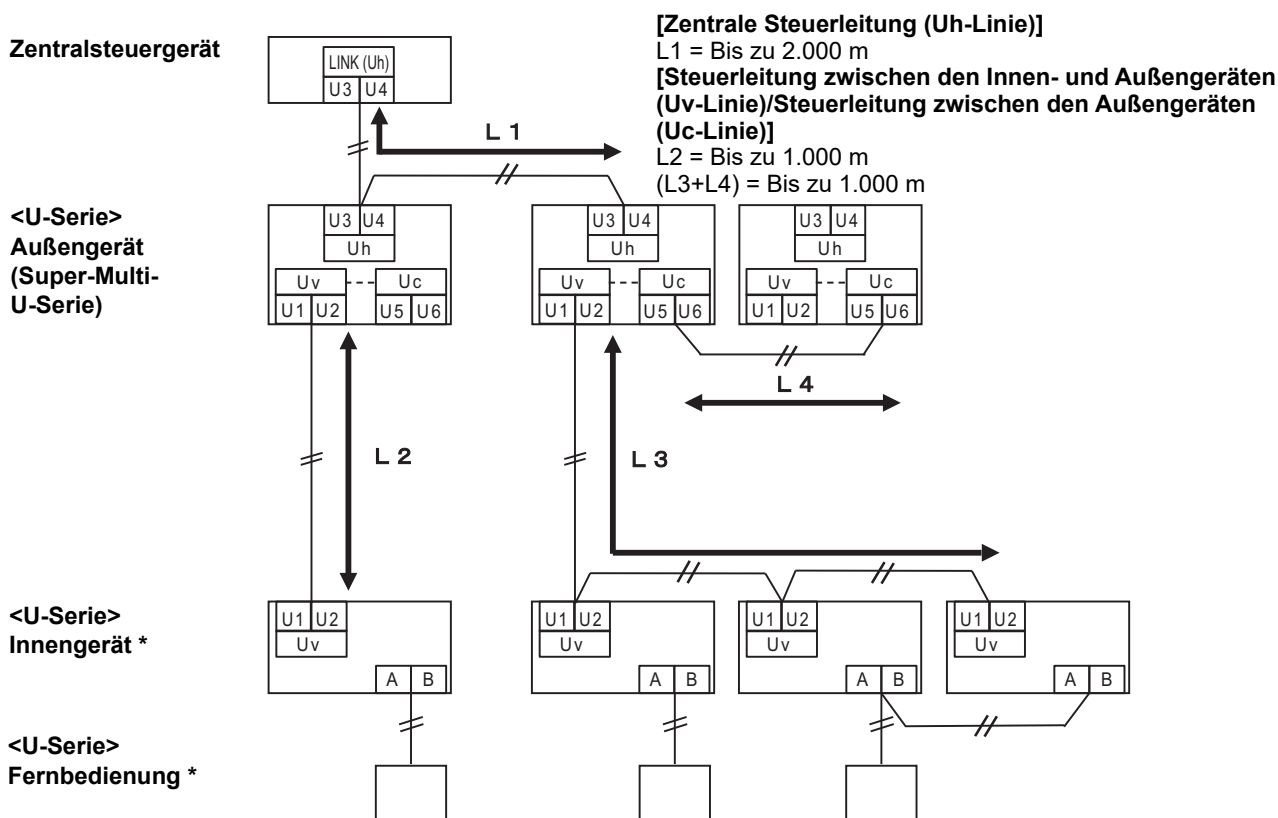 Zentralsteuergerät
LINK (Uh)
U3 U4
[Zentrale Steuerleitung (Uh-Linie)]
L1 = Bis zu 2.000 m
[Steuerleitung zwischen den Innen- und Außengeräten
(Uv-Linie)/Steuerleitung zwischen den Außengeräten
(Uc-Linie)]
L2 = Bis zu 1.000 m
(L3+L4) = Bis zu 1.000 m
L 1
<U-Serie>
Außengerät
(Super-Multi-
U-Serie)
U3 U4 U3 U4 U3 U4
Uh Uh Uh
Uv Uc Uv Uc Uv Uc
U1 U2 U5 U6 U1 U2 U5 U6 U1 U2 U5 U6
L 4
L 2 L 3
<U-Serie>
Innengerät *
U1 U2 U1 U2 U1 U2 U1 U2
Uv Uv Uv Uv
A B A B A B A B
<U-Serie>
Fernbedienung *